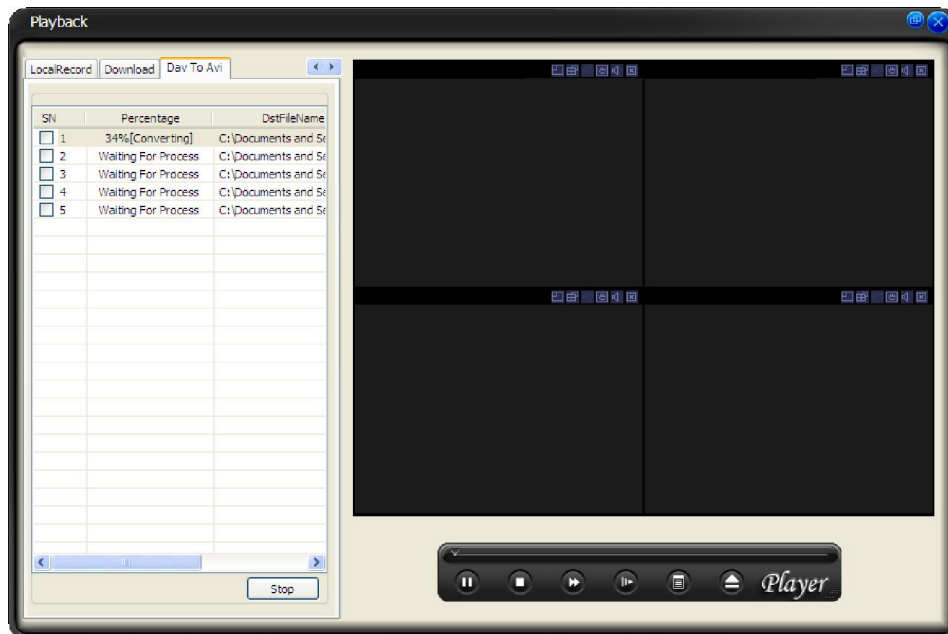 Playback
LocalRecord Download Dav To Avi
SN Percentage DstFileName
1 34%[Converting] C:\Documents and Se
2 Waiting For Process C:\Documents and Se
3 Waiting For Process C:\Documents and Se
4 Waiting For Process C:\Documents and Se
5 Waiting For Process C:\Documents and Se
Stop
Player